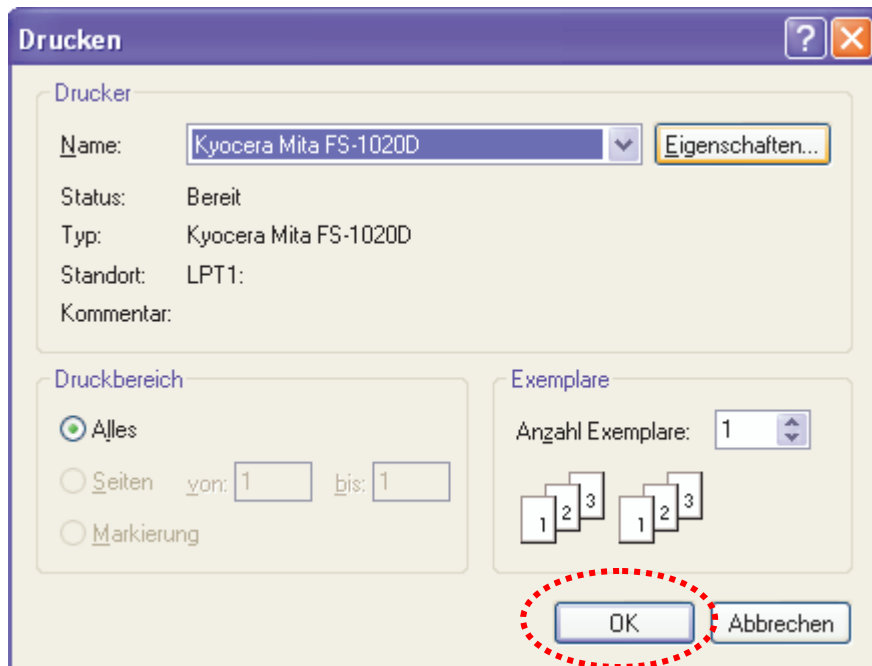 Drucken
Drucker
Name: Kyocera Mita FS-1020D Eigenschaften...
Status: Bereit
Typ: Kyocera Mita FS-1020D
Standort: LPT1:
Kommentar:
Druckbereich
Alles
Seiten von: 1 bis: 1
Markierung
Exemplare
Anzahl Exemplare: 1
1 2 3 1 2 3
OK Abbrechen